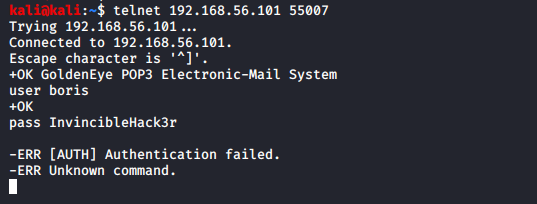 kali@kali:~$ telnet 192.168.56.101 55007
Trying 192.168.56.101...
Connected to 192.168.56.101.
Escape character is '^]'.
+OK GoldenEye POP3 Electronic-Mail System
user boris
+OK
pass InvincibleHack3r
-ERR [AUTH] Authentication failed.
-ERR Unknown command.